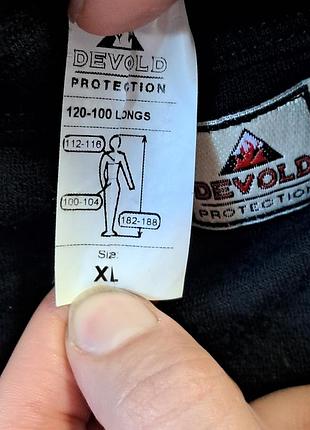 DEVOLD
PROTECTION
120-100 LONGS
112-116
100-104
182-188
Size:
XL
DEVOLD
PROTECTION